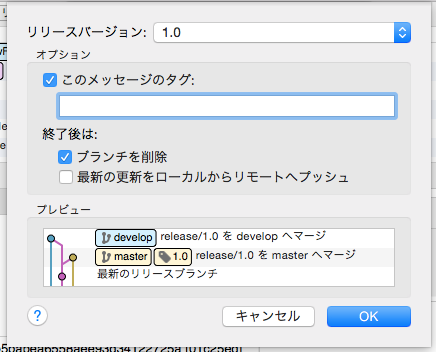 リリースバージョン: 1.0
オプション
このメッセージのタグ:
終了後は:
ブランチを削除
最新の更新をローカルからリモートへプッシュ
プレビュー
develop release/1.0 を develop へマージ
master 1.0 release/1.0 を master へマージ
最新のリリースブランチ
? キャンセル OK